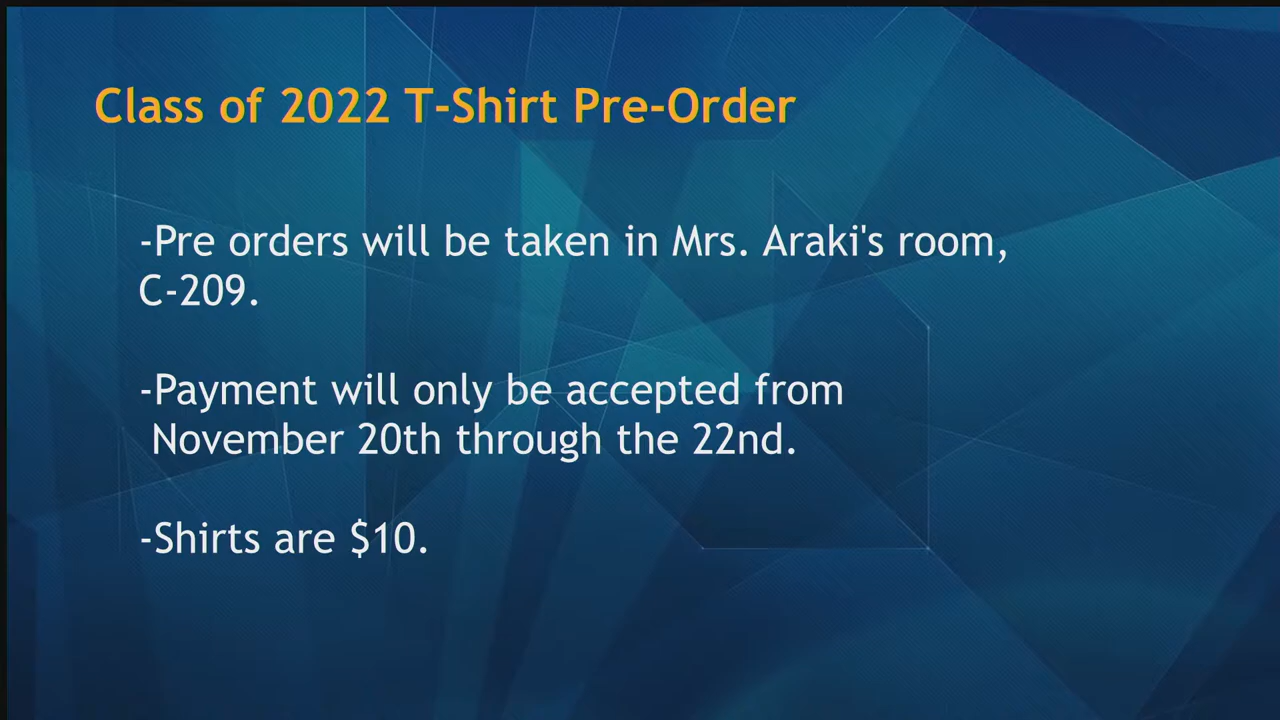 Class of 2022 T-Shirt Pre-Order
-Pre orders will be taken in Mrs. Araki's room,
C-209.
-Payment will only be accepted from
November 20th through the 22nd.
-Shirts are $10.